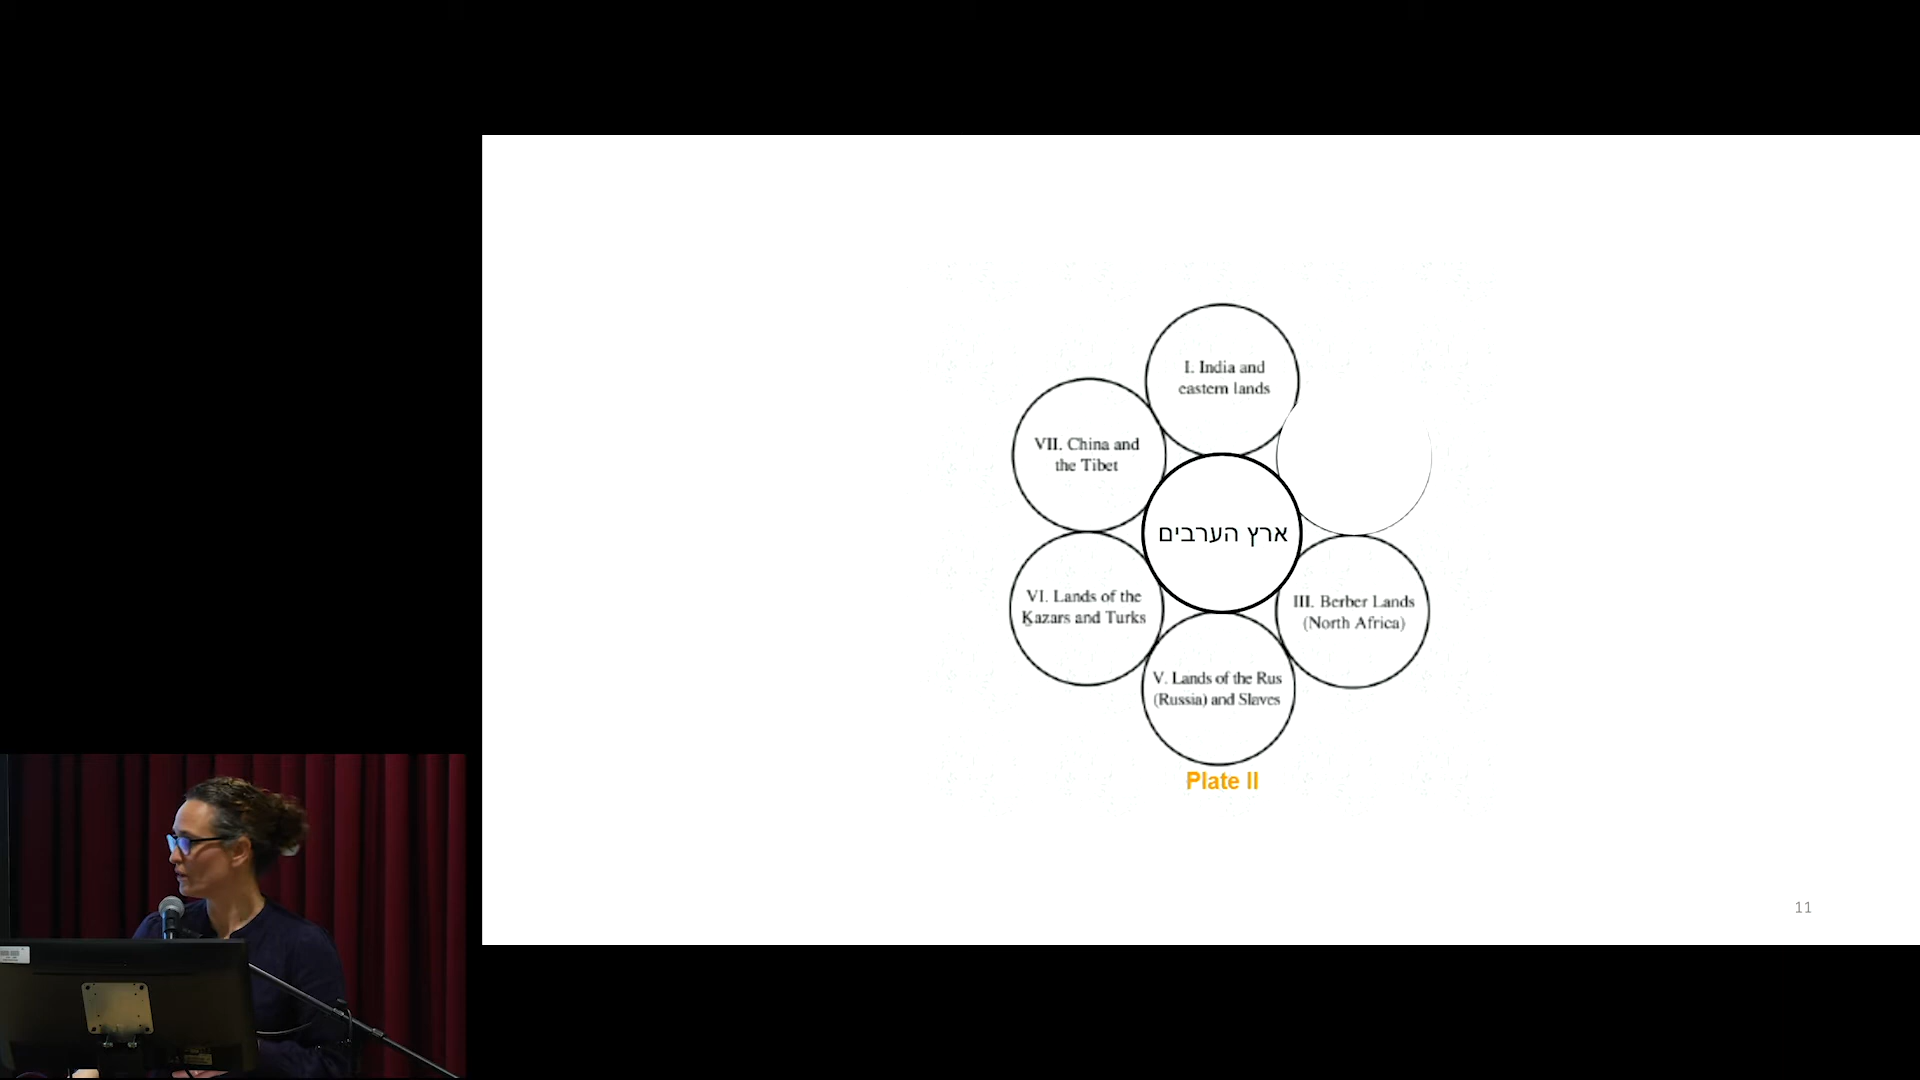 I. India and
eastern lands
VII. China and
the Tibet
ארץ הערבים
VI. Lands of the
Ḵazars and Turks
III. Berber Lands
(North Africa)
V. Lands of the Rus
(Russia) and Slaves
Plate II
11